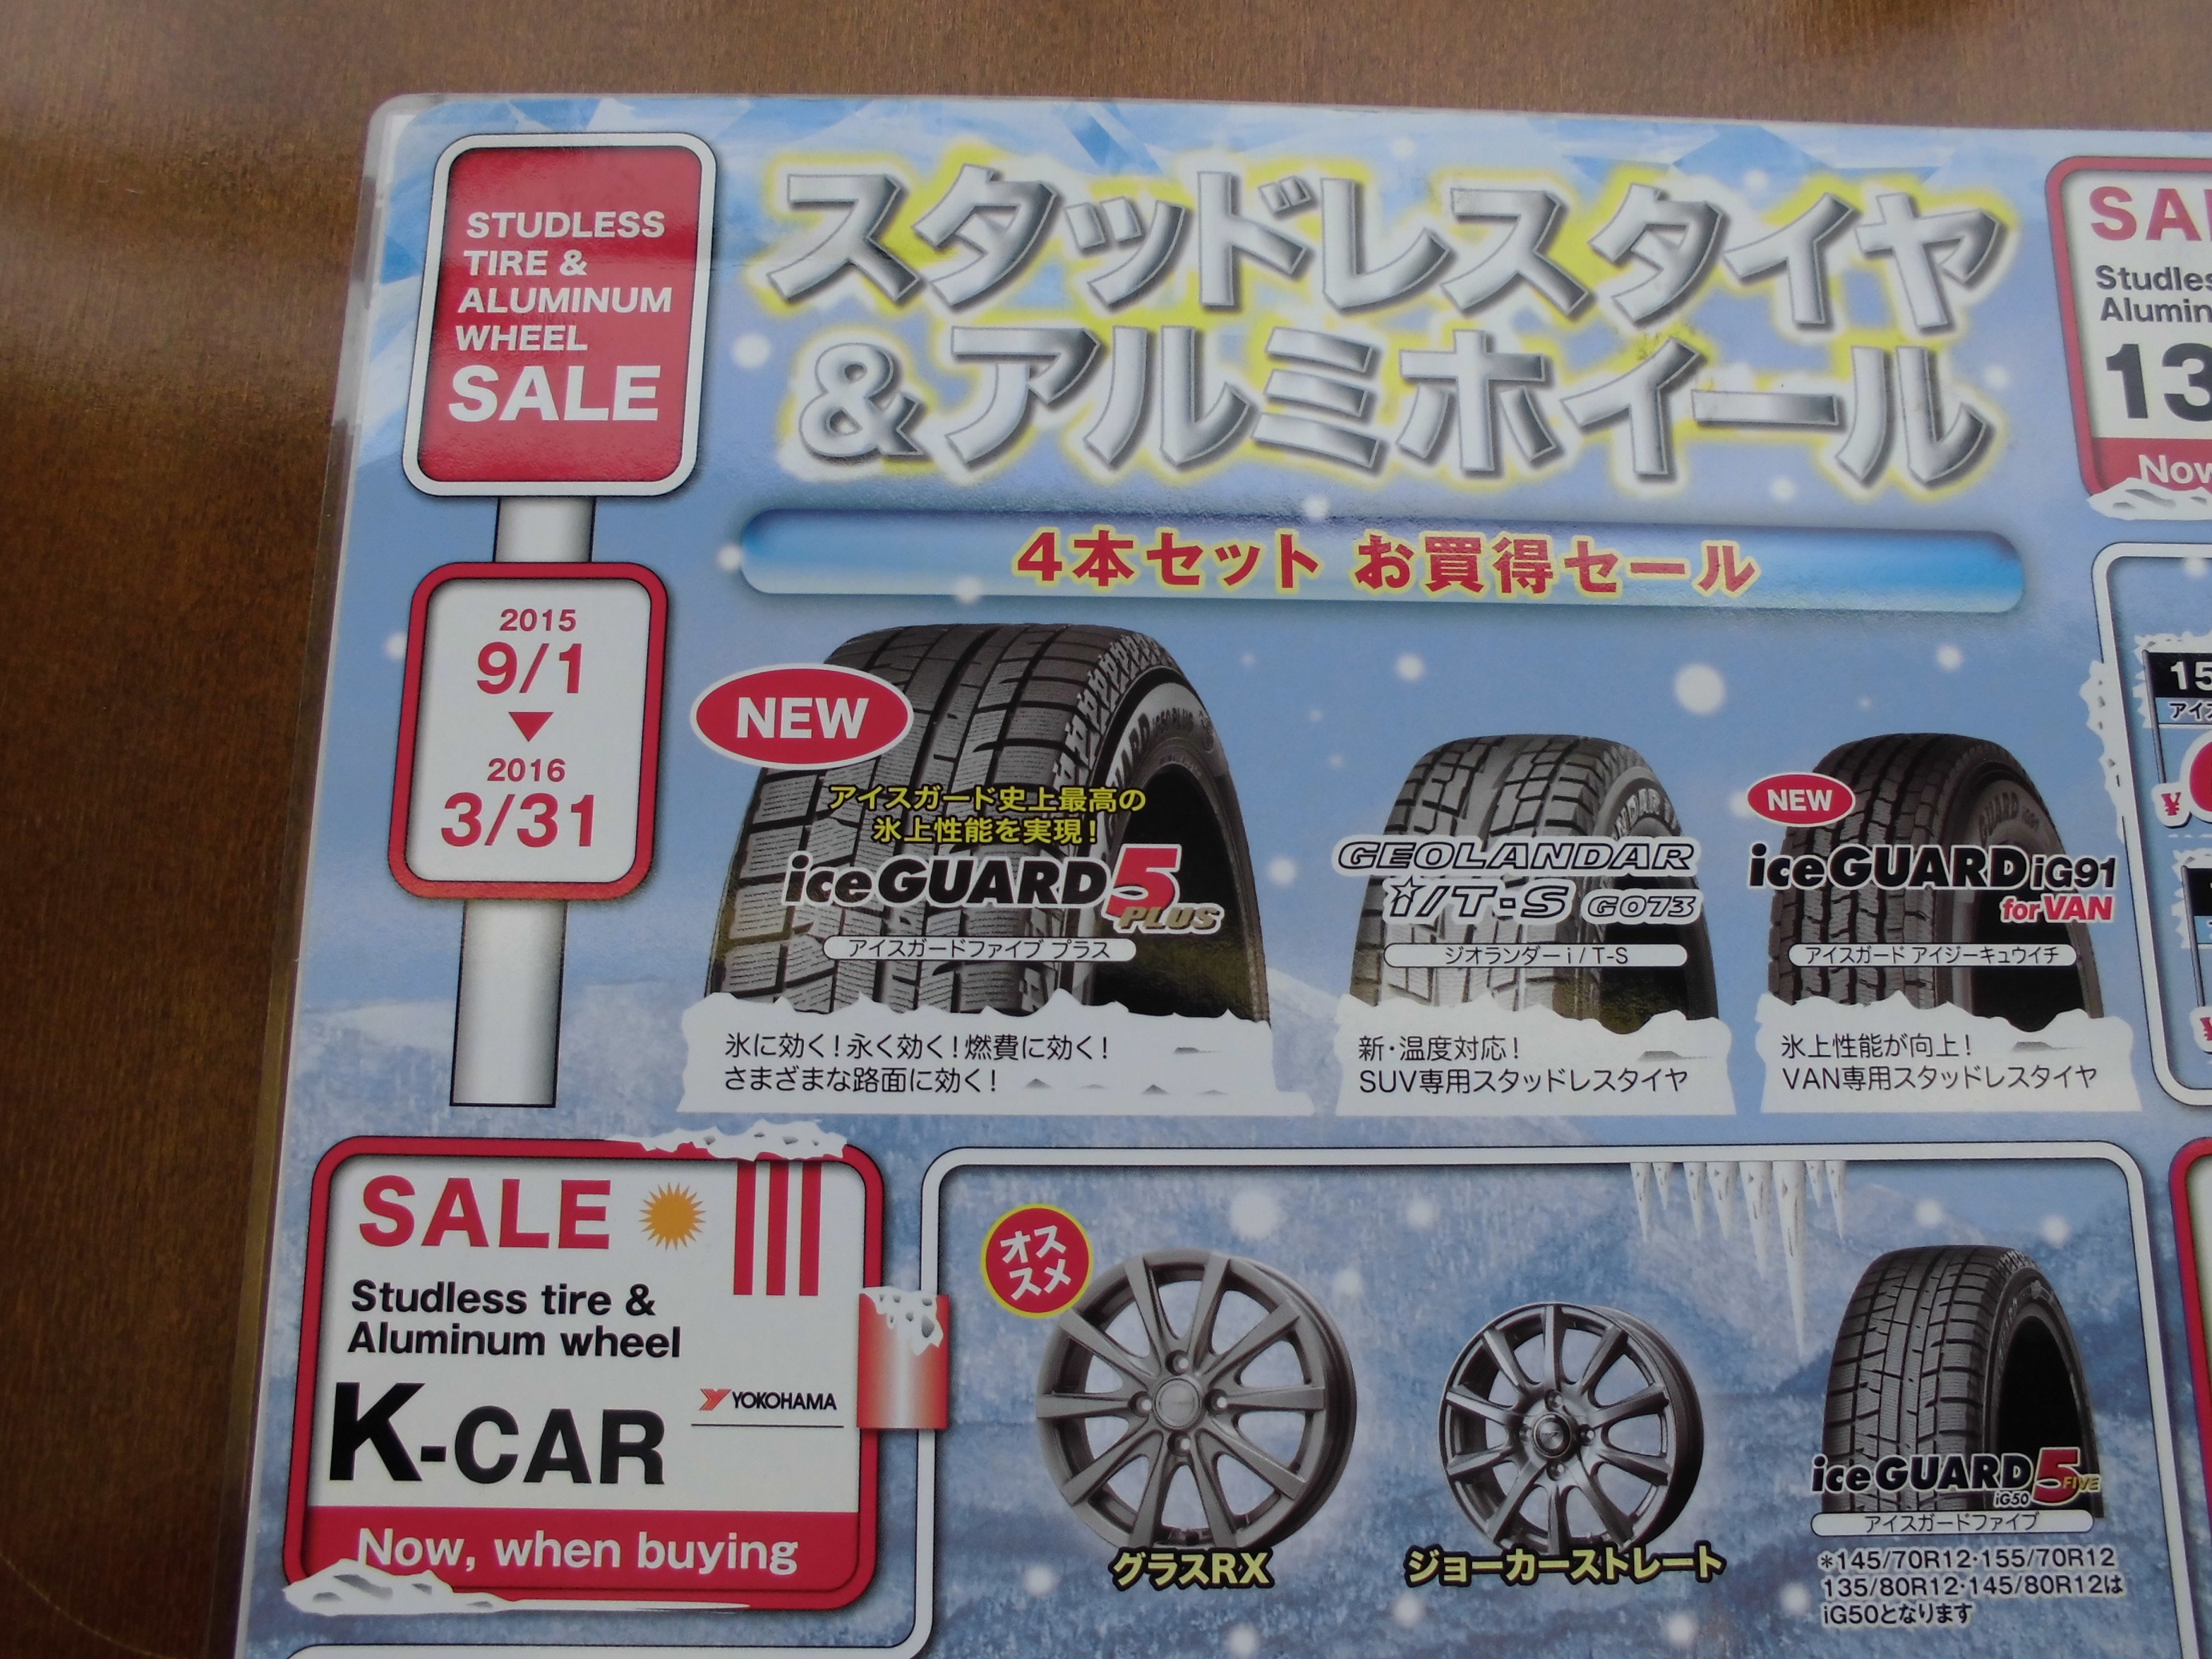 STUDLESS
TIRE &
ALUMINUM
WHEEL
SALE
スタッドレスタイヤ
&アルミホイール
4本セット お買得セール
2015
9/1
2016
3/31
NEW
アイスガード史上最高の
氷上性能を実現!
iceGUARD5
PLUS
アイスガードファイブ プラス
氷に効く!永く効く!燃費に効く!
さまざまな路面に効く!
GEOLANDAR
i/T-S G073
ジオランダー i/T-S
新・温度対応!
SUV専用スタッドレスタイヤ
NEW
iceGUARD iG91
for VAN
アイスガード アイジーキュウイチ
氷上性能が向上!
VAN専用スタッドレスタイヤ
SALE
Studless tire &
Aluminum wheel
K-CAR
YOKOHAMA
Now, when buying
オス
スメ
グラスRX
ジョーカーストレート
iceGUARD 5
FIVE
iG50
アイスガードファイブ
*145/70R12・155/70R12
135/80R12・145/80R12は
iG50となります
13
Now
15
¥